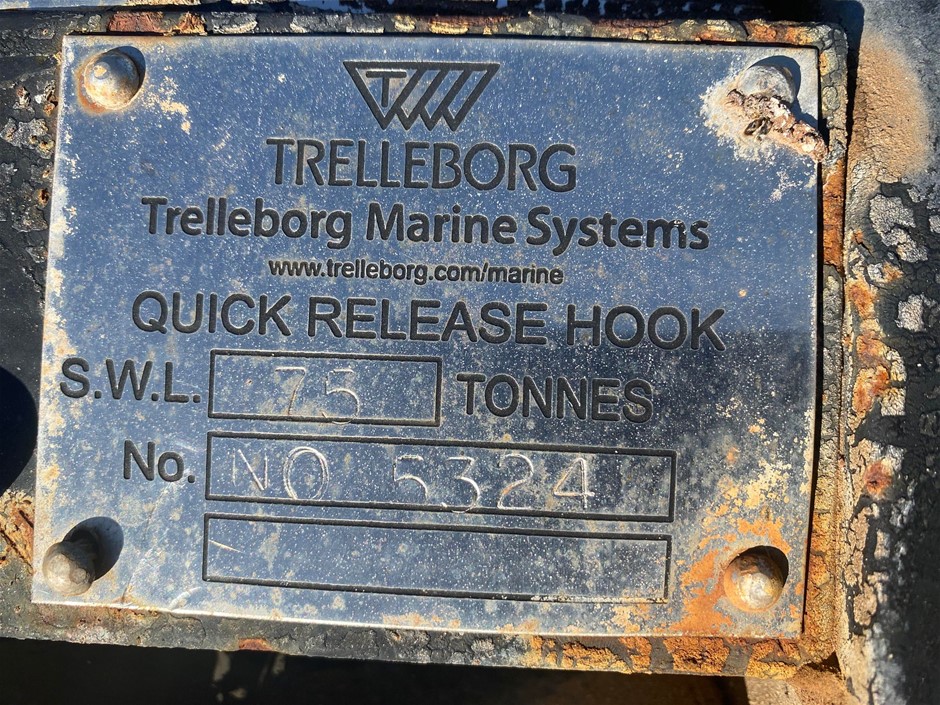 T
TRELLEBORG
Trelleborg Marine Systems
www.trelleborg.com/marine
QUICK RELEASE HOOK
S.W.L. 75 TONNES
No. NO 5324